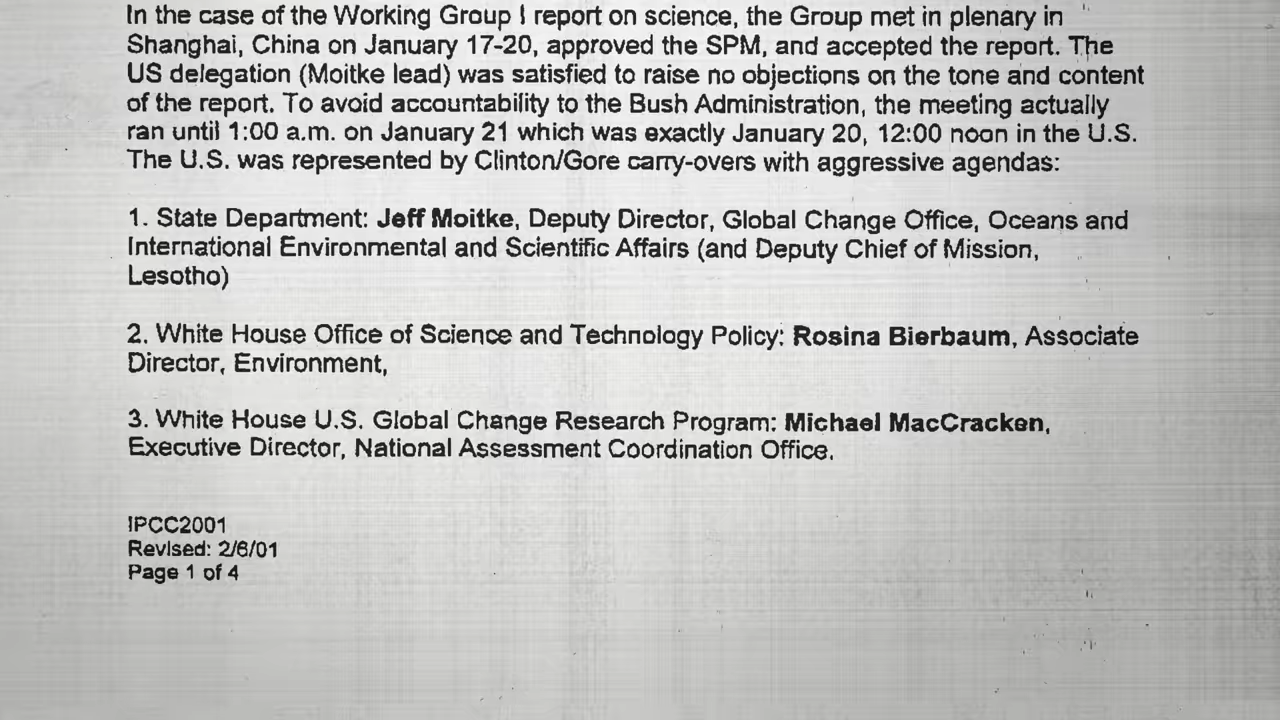 In the case of the Working Group I report on science, the Group met in plenary in
Shanghai, China on January 17-20, approved the SPM, and accepted the report. The
US delegation (Moitke lead) was satisfied to raise no objections on the tone and content
of the report. To avoid accountability to the Bush Administration, the meeting actually
ran until 1:00 a.m. on January 21 which was exactly January 20, 12:00 noon in the U.S.
The U.S. was represented by Clinton/Gore carry-overs with aggressive agendas:
1. State Department: Jeff Moitke, Deputy Director, Global Change Office, Oceans and
International Environmental and Scientific Affairs (and Deputy Chief of Mission,
Lesotho)
2. White House Office of Science and Technology Policy: Rosina Bierbaum, Associate
Director, Environment,
3. White House U.S. Global Change Research Program: Michael MacCracken,
Executive Director, National Assessment Coordination Office.
IPCC2001
Revised: 2/6/01
Page 1 of 4